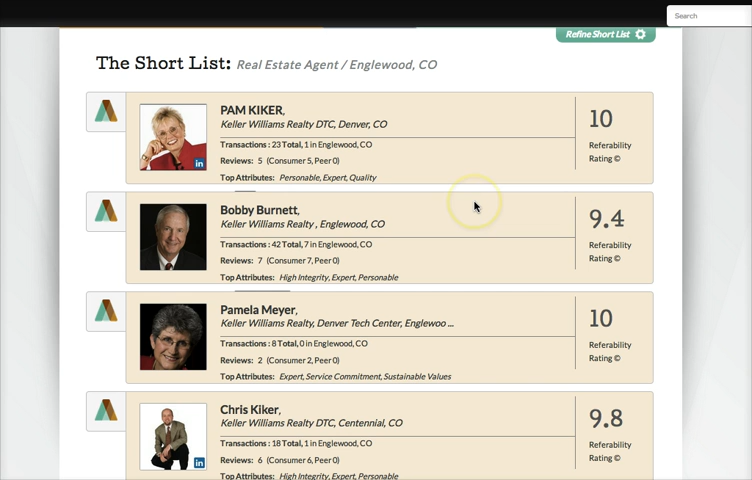 Search
Refine Short List
The Short List: Real Estate Agent / Englewood, CO
PAM KIKER,
Keller Williams Realty DTC, Denver, CO
Transactions : 23 Total, 1 in Englewood, CO
Reviews: 5 (Consumer 5, Peer 0)
Top Attributes: Personable, Expert, Quality
10
Referability
Rating ©
Bobby Burnett,
Keller Williams Realty , Englewood, CO
Transactions : 42 Total, 7 in Englewood, CO
Reviews: 7 (Consumer 7, Peer 0)
Top Attributes: High Integrity, Expert, Personable
9.4
Referability
Rating ©
Pamela Meyer,
Keller Williams Realty, Denver Tech Center, Englewoo ...
Transactions : 8 Total, 0 in Englewood, CO
Reviews: 2 (Consumer 2, Peer 0)
Top Attributes: Expert, Service Commitment, Sustainable Values
10
Referability
Rating ©
Chris Kiker,
Keller Williams Realty DTC, Centennial, CO
Transactions : 18 Total, 1 in Englewood, CO
Reviews: 6 (Consumer 6, Peer 0)
Top Attributes: High Integrity, Expert, Personable
9.8
Referability
Rating ©
in
in